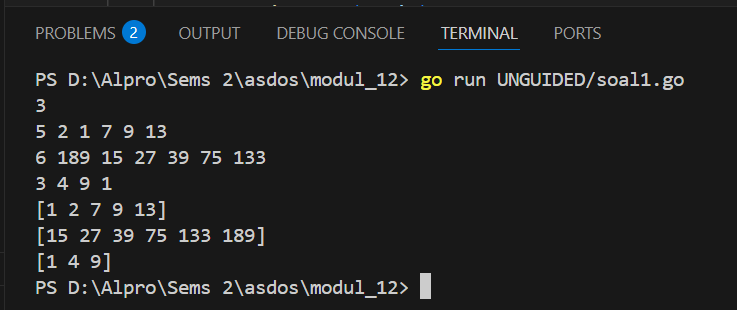 PROBLEMS 2 OUTPUT DEBUG CONSOLE TERMINAL PORTS
PS D:\Alpro\Sems 2\asdos\modul_12> go run UNGUIDED/soal1.go
3
5 2 1 7 9 13
6 189 15 27 39 75 133
3 4 9 1
[1 2 7 9 13]
[15 27 39 75 133 189]
[1 4 9]
PS D:\Alpro\Sems 2\asdos\modul_12>